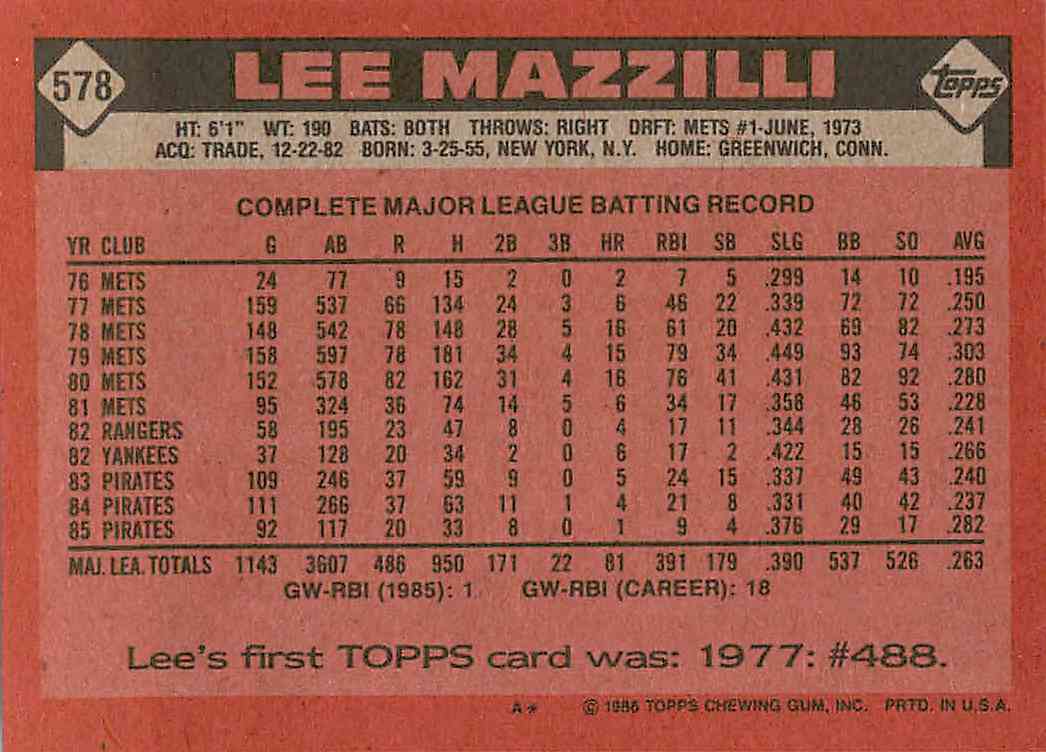 578 LEE MAZZILLI Topps
HT: 6'1" WT: 190 BATS: BOTH THROWS: RIGHT DRFT: METS #1-JUNE, 1973
ACQ: TRADE, 12-22-82 BORN: 3-25-55, NEW YORK, N.Y. HOME: GREENWICH, CONN.
COMPLETE MAJOR LEAGUE BATTING RECORD
YR CLUB G AB R H 2B 3B HR RBI SB SLG BB SO AVG
76 METS 24 77 9 15 2 0 2 7 5 .299 14 10 .195
77 METS 159 537 66 134 24 3 6 46 22 .339 72 72 .250
78 METS 148 542 78 148 28 5 16 61 20 .432 69 82 .273
79 METS 158 597 78 181 34 4 15 79 34 .449 93 74 .303
80 METS 152 578 82 162 31 4 16 76 41 .431 82 92 .280
81 METS 95 324 36 74 14 5 6 34 17 .358 46 53 .228
82 RANGERS 58 195 23 47 8 0 4 17 11 .344 28 26 .241
82 YANKEES 37 128 20 34 2 0 6 17 2 .422 15 15 .266
83 PIRATES 109 246 37 59 9 0 5 24 15 .337 49 43 .240
84 PIRATES 111 266 37 63 11 1 4 21 8 .331 40 42 .237
85 PIRATES 92 117 20 33 8 0 1 9 4 .376 29 17 .282
MAJ. LEA. TOTALS 1143 3607 486 950 171 22 81 391 179 .390 537 526 .263
GW-RBI (1985): 1 GW-RBI (CAREER): 18
Lee's first TOPPS card was: 1977: #488.
A* © 1986 TOPPS CHEWING GUM, INC. PRTD. IN U.S.A.